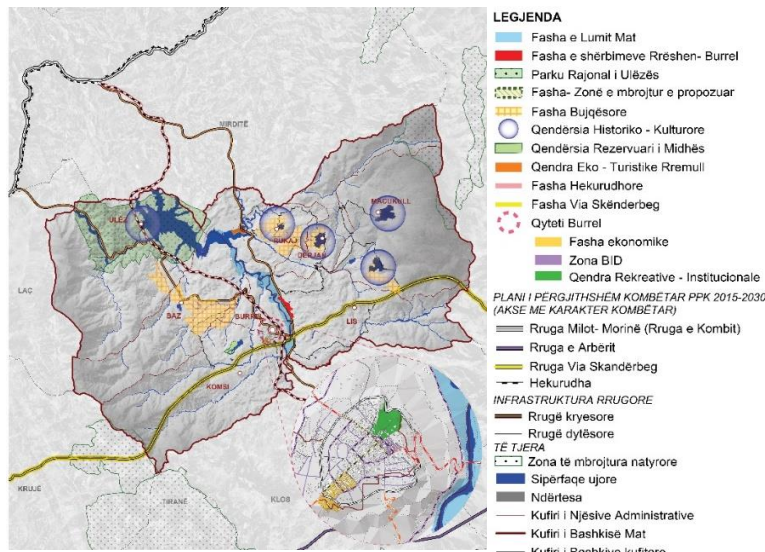 MIRDITË
MACUKULL
ULËZ
RUKAJ
DERJAN
LAÇ
BAZ
BURREL
LIS
KOMSI
KRUJË
TIRANË
KLOS
LEGJENDA
Fasha e Lumit Mat
Fasha e shërbimeve Rrëshen- Burrel
Parku Rajonal i Ulëzës
Fasha- Zonë e mbrojtur e propozuar
Fasha Bujqësore
Qendërsia Historiko - Kulturore
Qendërsia Rezervuari i Midhës
Qendra Eko - Turistike Rremull
Fasha Hekurudhore
Fasha Via Skënderbeg
Qyteti Burrel
Fasha ekonomike
Zona BID
Qendra Rekreative - Institucionale
PLANI I PËRGJITHSHËM KOMBËTAR PPK 2015-2030
(AKSE ME KARAKTER KOMBËTAR)
Rruga Milot- Morinë (Rruga e Kombit)
Rruga e Arbërit
Rruga Via Skandërbeg
Hekurudha
INFRASTRUKTURA RRUGORE
Rrugë kryesore
Rrugë dytësore
TË TJERA
Zona të mbrojtura natyrore
Sipërfaqe ujore
Ndërtesa
Kufiri i Njësive Administrative
Kufiri i Bashkisë Mat
Kufiri i Bashkive kufitare